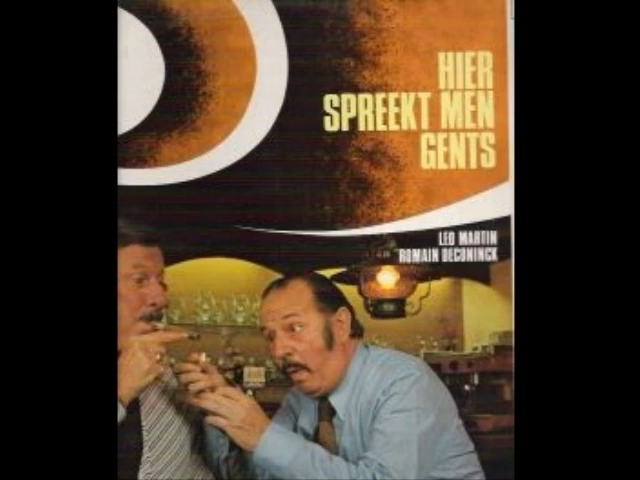 HIER
SPREEKT MEN
GENTS
LEO MARTIN
ROMAIN DECONINCK